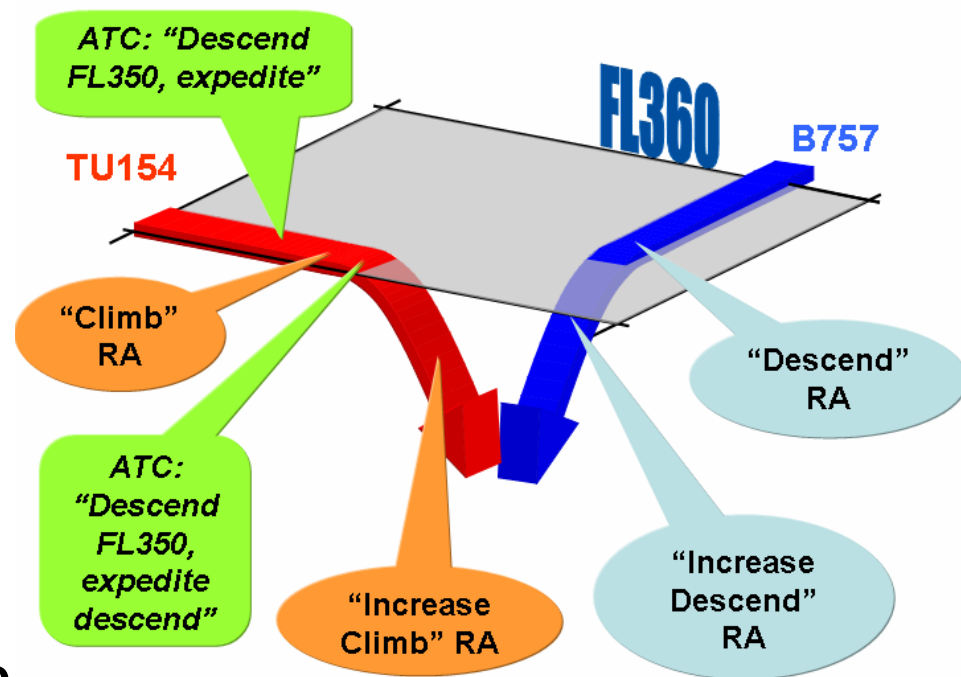 ATC: “Descend
FL350, expedite”
FL360
B757
TU154
“Climb”
RA
“Descend”
RA
ATC:
“Descend
FL350,
expedite
descend”
“Increase
Climb” RA
“Increase
Descend”
RA